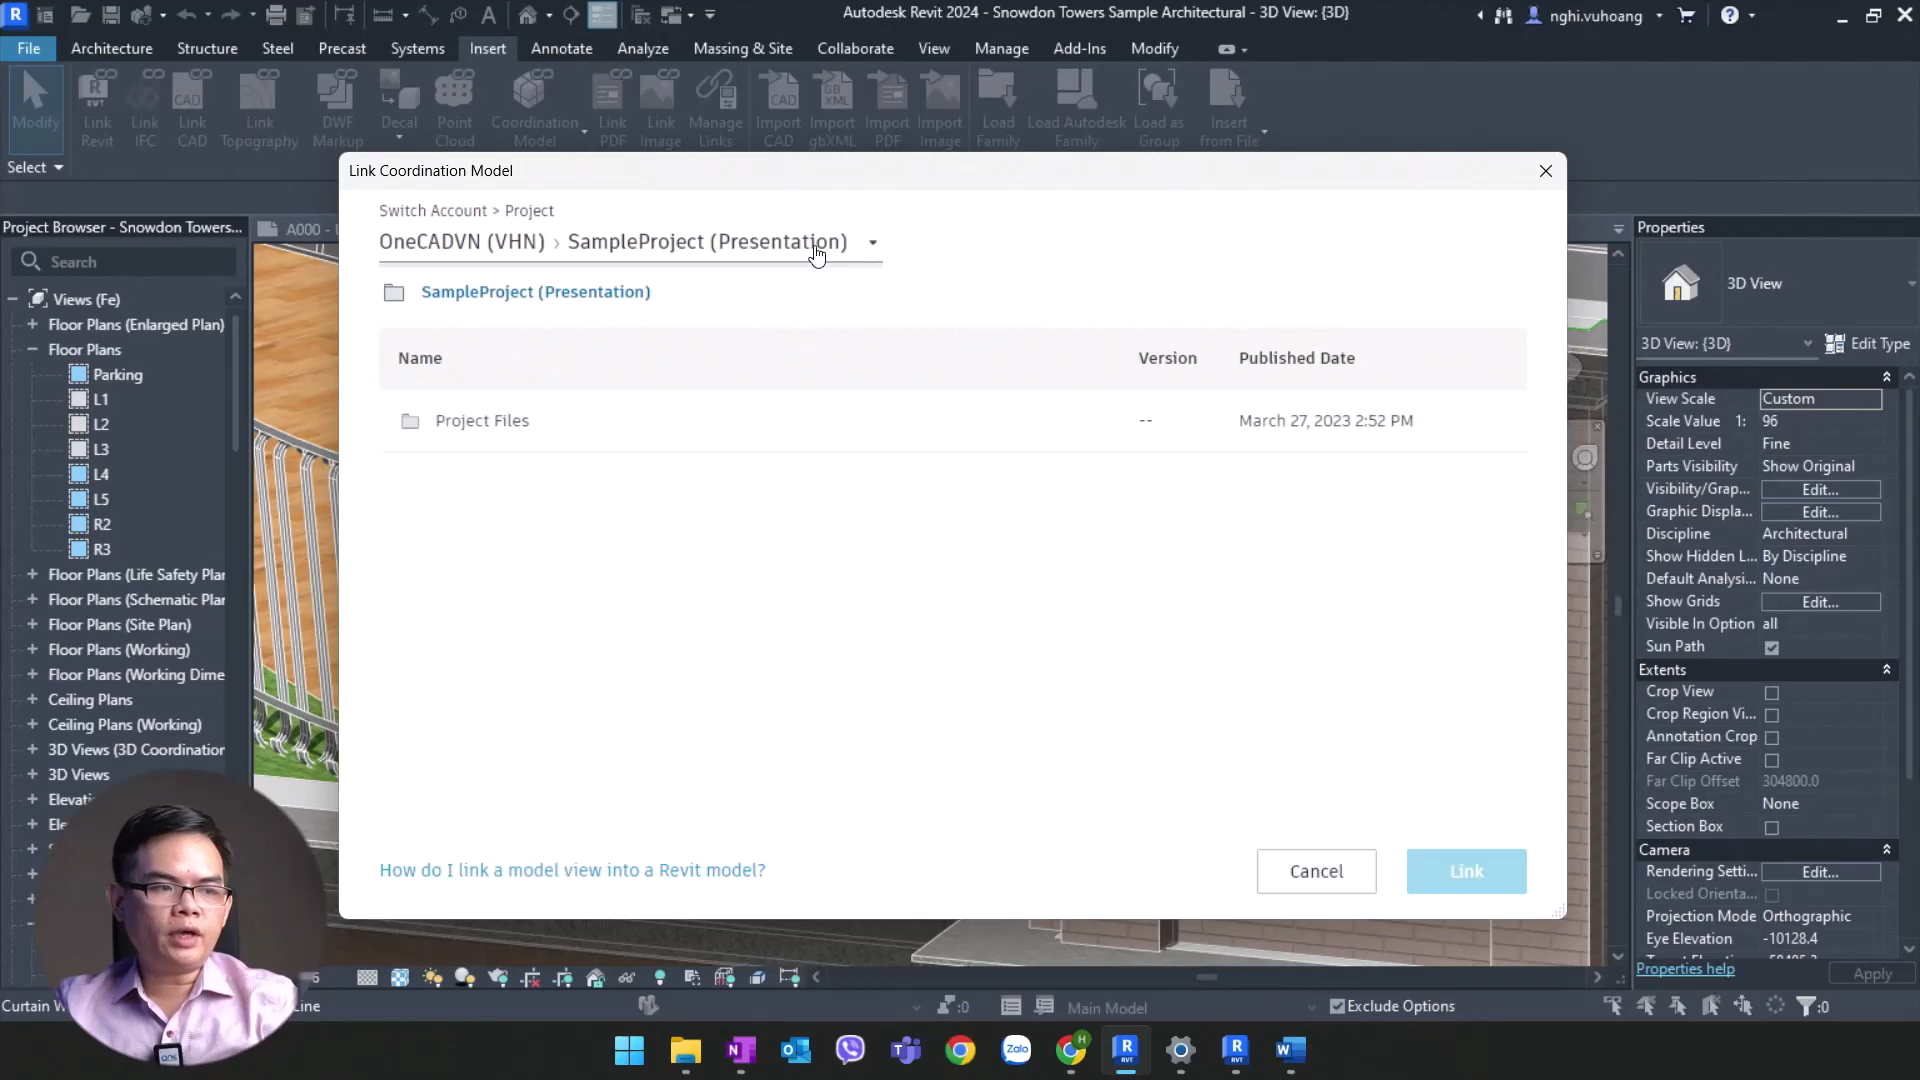 Autodesk Revit 2024 - Snowdon Towers Sample Architectural - 3D View: {3D}
nghi.vuhoang
File Architecture Structure Steel Precast Systems Insert Annotate Analyze Massing & Site Collaborate View Manage Add-Ins Modify
Modify
Link Revit
Link IFC
Link CAD
Link Topography
DWF Markup
Decal
Point Cloud
Coordination Model
Link PDF
Link Image
Manage Links
Import CAD
Import gbXML
Import PDF
Import Image
Load Family
Load Autodesk Family
Load as Group
Insert from File
Select
Link Coordination Model
Switch Account > Project
OneCADVN (VHN) › SampleProject (Presentation)
SampleProject (Presentation)
Name Version Published Date
Project Files -- March 27, 2023 2:52 PM
How do I link a model view into a Revit model?
Cancel
Link
Project Browser - Snowdon Towers...
A000 -
Search
Views (Fe)
Floor Plans (Enlarged Plan)
Floor Plans
Parking
L1
L2
L3
L4
L5
R2
R3
Floor Plans (Life Safety Plan
Floor Plans (Schematic Plan
Floor Plans (Site Plan)
Floor Plans (Working)
Floor Plans (Working Dime
Ceiling Plans
Ceiling Plans (Working)
3D Views (3D Coordination
3D Views
Properties
3D View
3D View: {3D} Edit Type
Graphics
View Scale Custom
Scale Value 1: 96
Detail Level Fine
Parts Visibility Show Original
Visibility/Grap... Edit...
Graphic Displa... Edit...
Discipline Architectural
Show Hidden L... By Discipline
Default Analysi... None
Show Grids Edit...
Visible In Option all
Sun Path
Extents
Crop View
Crop Region Vi...
Annotation Crop
Far Clip Active
Far Clip Offset 304800.0
Scope Box None
Section Box
Camera
Rendering Setti... Edit...
Locked Orienta...
Projection Mode Orthographic
Eye Elevation -10128.4
Properties help
Apply
Curtain W
Line
:0
Main Model
Exclude Options
:0
Zalo